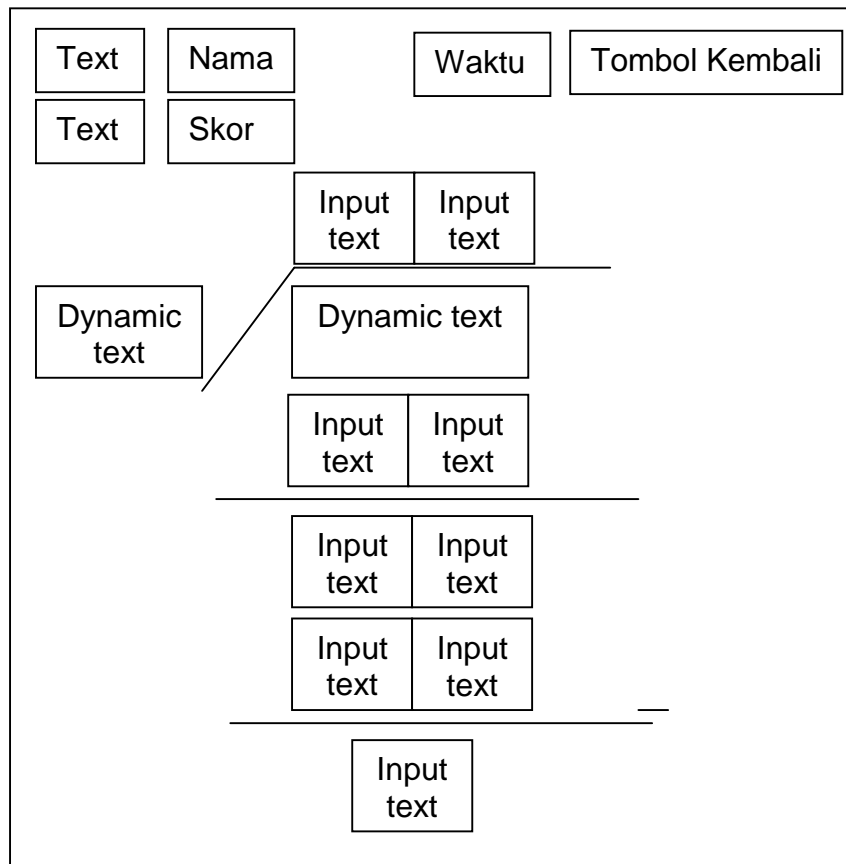 Text Nama Waktu Tombol Kembali
Text Skor
Input Input
text text
Dynamic text Dynamic text
Input Input
text text
Input Input
text text
Input Input
text text
Input
text